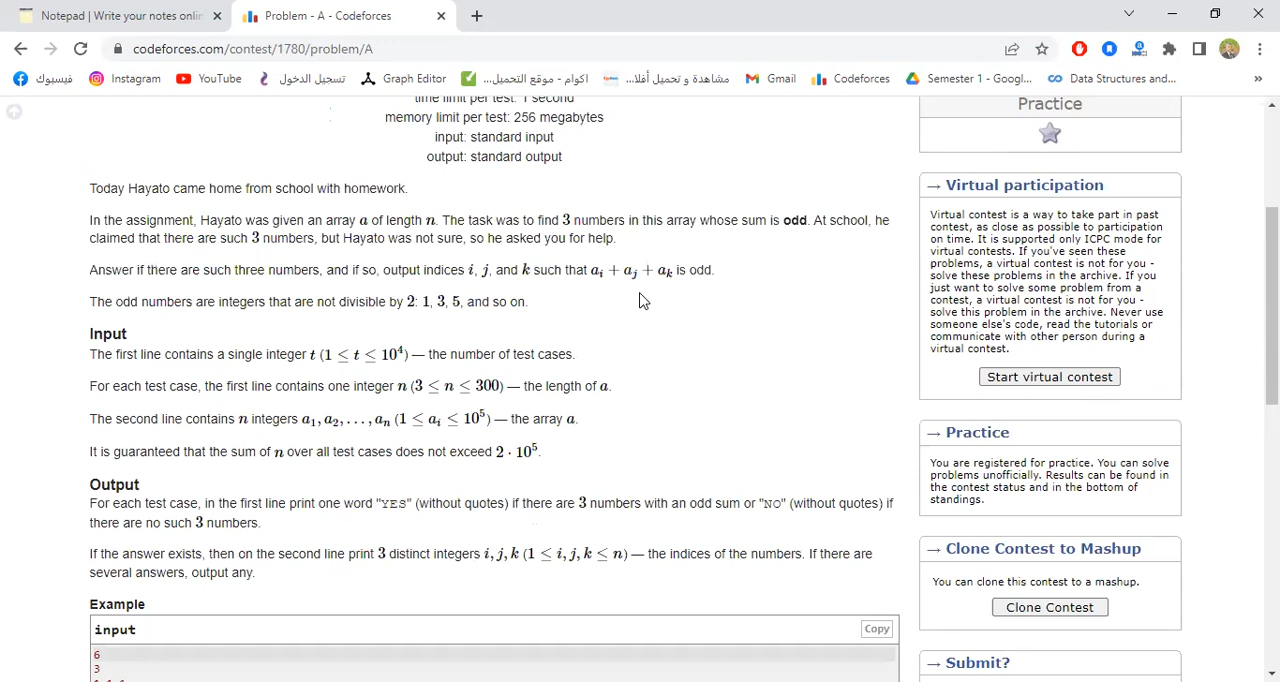 Notepad | Write your notes onlin
Problem - A - Codeforces
codeforces.com/contest/1780/problem/A
فيسبوك Instagram YouTube تسجيل الدخول Graph Editor اكوام - موقع التحميل... مشاهدة و تحميل أفلا... Gmail Codeforces Semester 1 - Googl... Data Structures and... »
time limit per test: 1 second
memory limit per test: 256 megabytes
input: standard input
output: standard output
Today Hayato came home from school with homework.
In the assignment, Hayato was given an array a of length n. The task was to find 3 numbers in this array whose sum is odd. At school, he
claimed that there are such 3 numbers, but Hayato was not sure, so he asked you for help.
Answer if there are such three numbers, and if so, output indices i, j, and k such that aᵢ + aⱼ + aₖ is odd.
The odd numbers are integers that are not divisible by 2: 1, 3, 5, and so on.
Input
The first line contains a single integer t (1 ≤ t ≤ 10⁴) — the number of test cases.
For each test case, the first line contains one integer n (3 ≤ n ≤ 300) — the length of a.
The second line contains n integers a₁, a₂, . . . , aₙ (1 ≤ aᵢ ≤ 10⁵) — the array a.
It is guaranteed that the sum of n over all test cases does not exceed 2 · 10⁵.
Output
For each test case, in the first line print one word "YES" (without quotes) if there are 3 numbers with an odd sum or "NO" (without quotes) if
there are no such 3 numbers.
If the answer exists, then on the second line print 3 distinct integers i, j, k (1 ≤ i, j, k ≤ n) — the indices of the numbers. If there are
several answers, output any.
Example
input
Copy
6
3
Practice
→ Virtual participation
Virtual contest is a way to take part in past
contest, as close as possible to participation
on time. It is supported only ICPC mode for
virtual contests. If you've seen these
problems, a virtual contest is not for you -
solve these problems in the archive. If you
just want to solve some problem from a
contest, a virtual contest is not for you -
solve this problem in the archive. Never use
someone else's code, read the tutorials or
communicate with other person during a
virtual contest.
Start virtual contest
→ Practice
You are registered for practice. You can solve
problems unofficially. Results can be found in
the contest status and in the bottom of
standings.
→ Clone Contest to Mashup
You can clone this contest to a mashup.
Clone Contest
→ Submit?